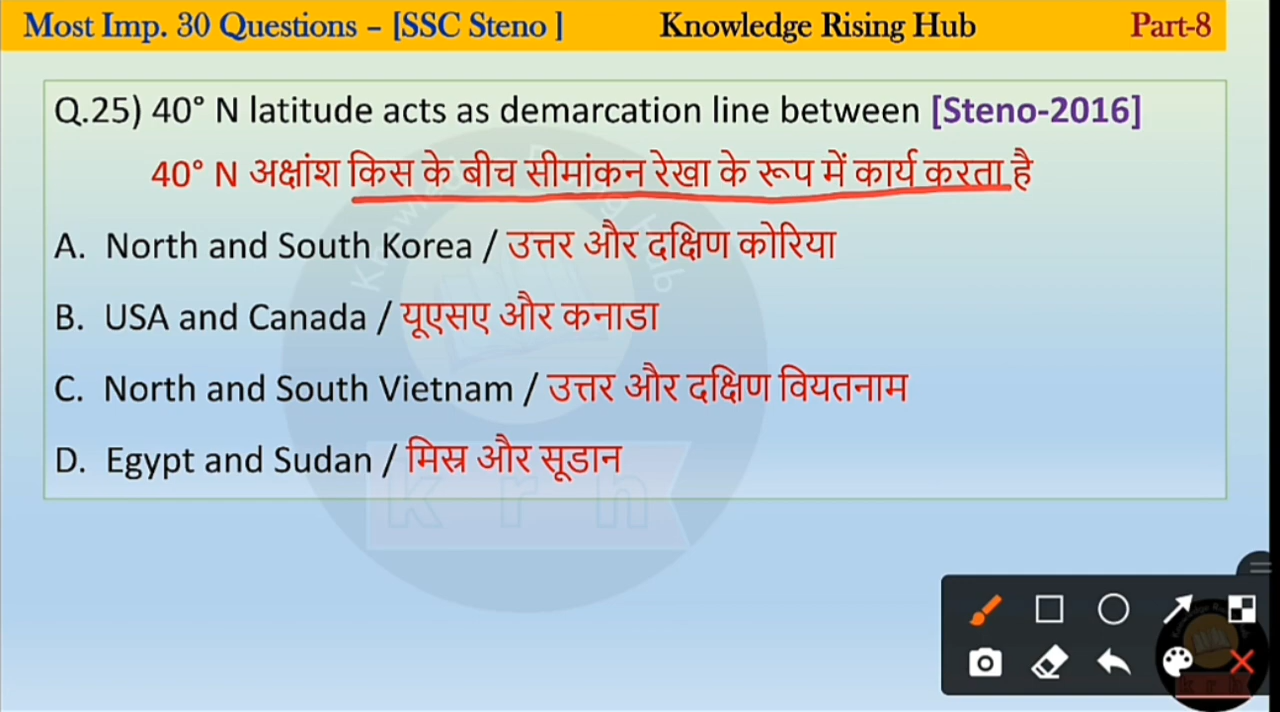 Most Imp. 30 Questions – [SSC Steno ] Knowledge Rising Hub Part-8
Q.25) 40° N latitude acts as demarcation line between [Steno-2016]
40° N अक्षांश किस के बीच सीमांकन रेखा के रूप में कार्य करता है
A. North and South Korea / उत्तर और दक्षिण कोरिया
B. USA and Canada / यूएसए और कनाडा
C. North and South Vietnam / उत्तर और दक्षिण वियतनाम
D. Egypt and Sudan / मिस्र और सूडान
k r h